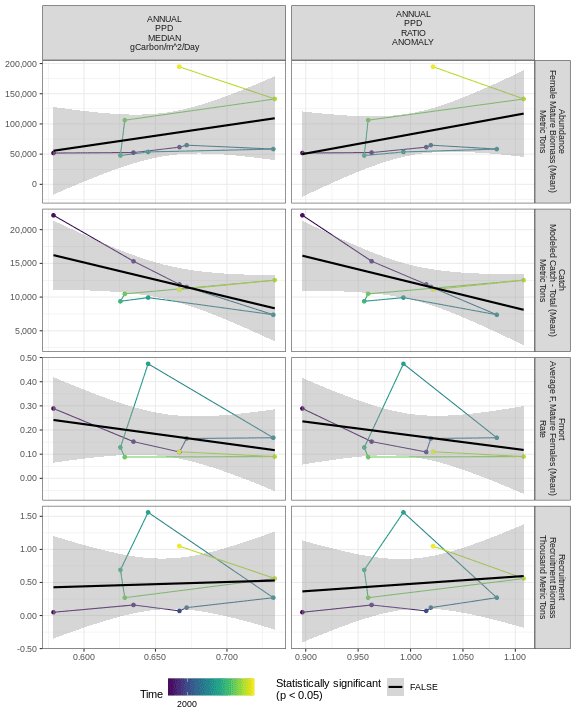 ANNUAL
PPD
MEDIAN
gCarbon/m^2/Day
ANNUAL
PPD
RATIO
ANOMALY
200,000
150,000
100,000
50,000
0
Abundance
Female Mature Biomass (Mean)
Metric Tons
20,000
15,000
10,000
5,000
Catch
Modeled Catch - Total (Mean)
Metric Tons
0.50
0.40
0.30
0.20
0.10
0.00
Fmort
Average F, Mature Females (Mean)
Rate
1.50
1.00
0.50
0.00
-0.50
Recruitment
Recruitment Biomass
Thousand Metric Tons
0.600 0.650 0.700
0.900 0.950 1.000 1.050 1.100
Time
2000
Statistically significant
(p < 0.05)
FALSE